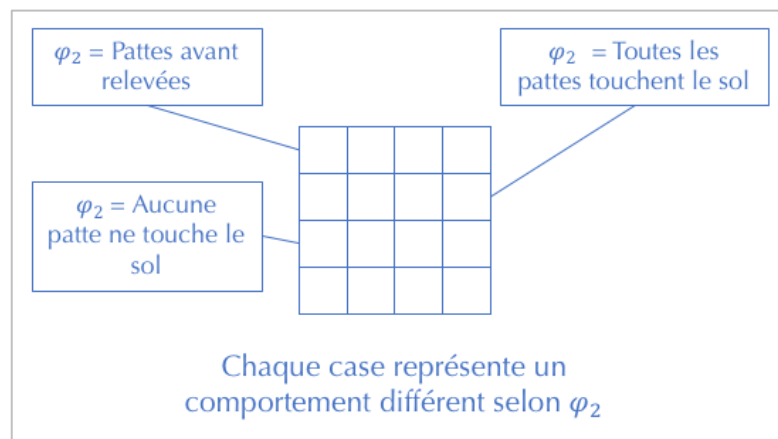 φ₂ = Pattes avant
relevées
φ₂ = Toutes les
pattes touchent le sol
φ₂ = Aucune
patte ne touche le
sol
Chaque case représente un
comportement différent selon φ₂